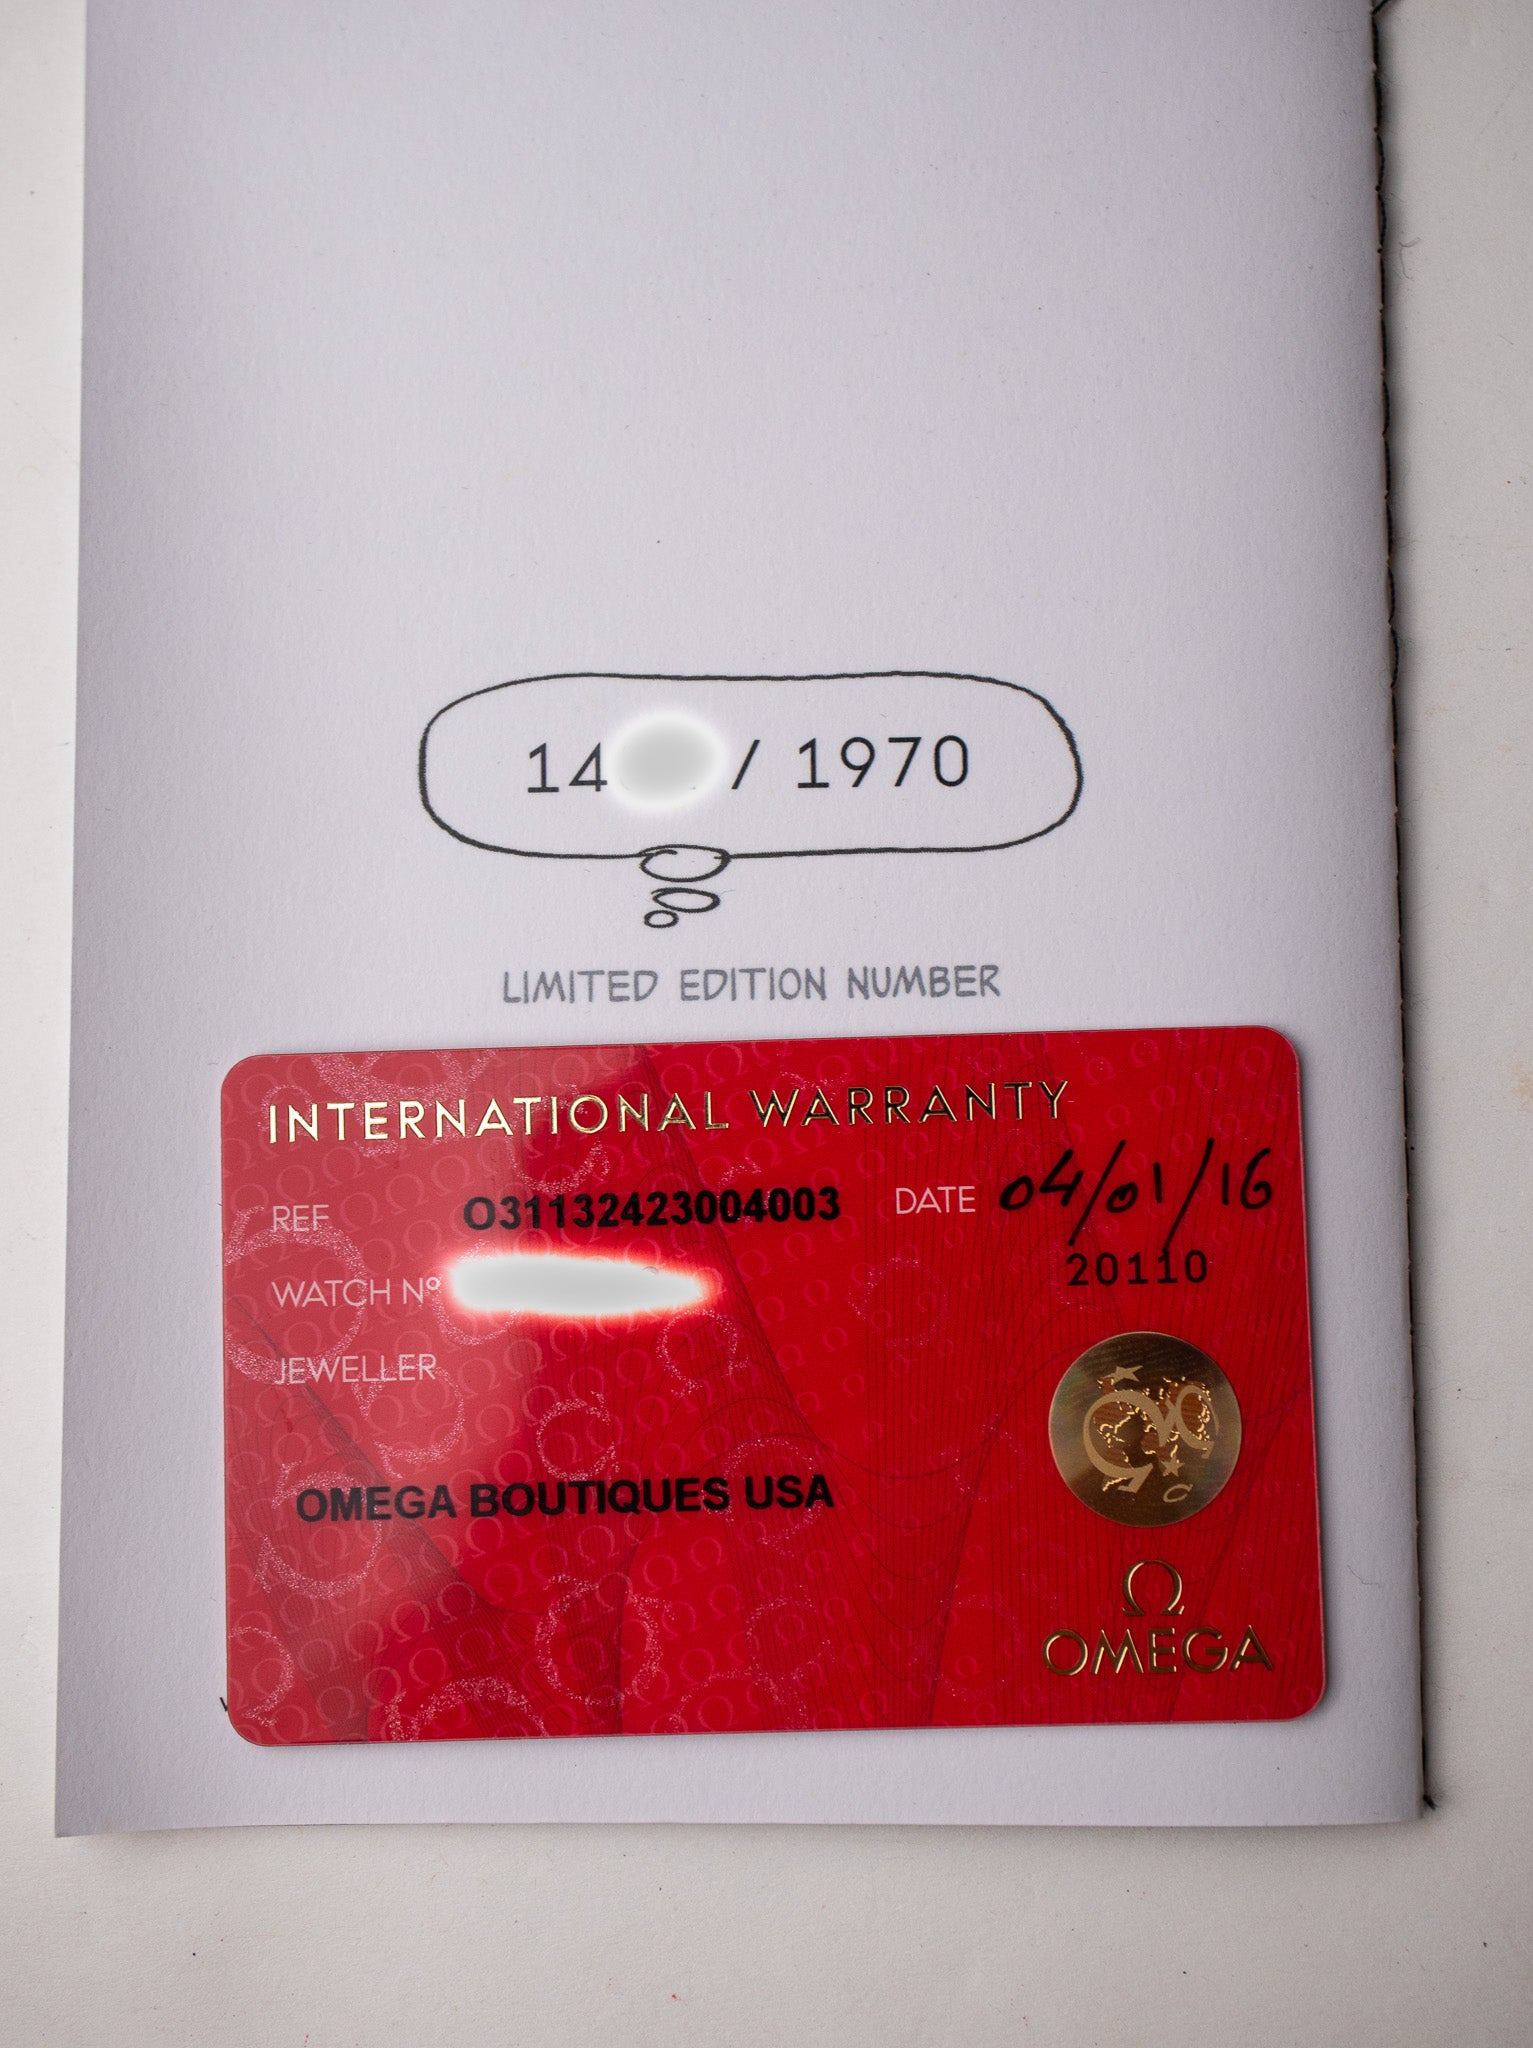 14 / 1970
LIMITED EDITION NUMBER
INTERNATIONAL WARRANTY
REF O31132423004003 DATE 04/01/16
20110
WATCH Nº
JEWELLER
OMEGA BOUTIQUES USA
Ω
OMEGA